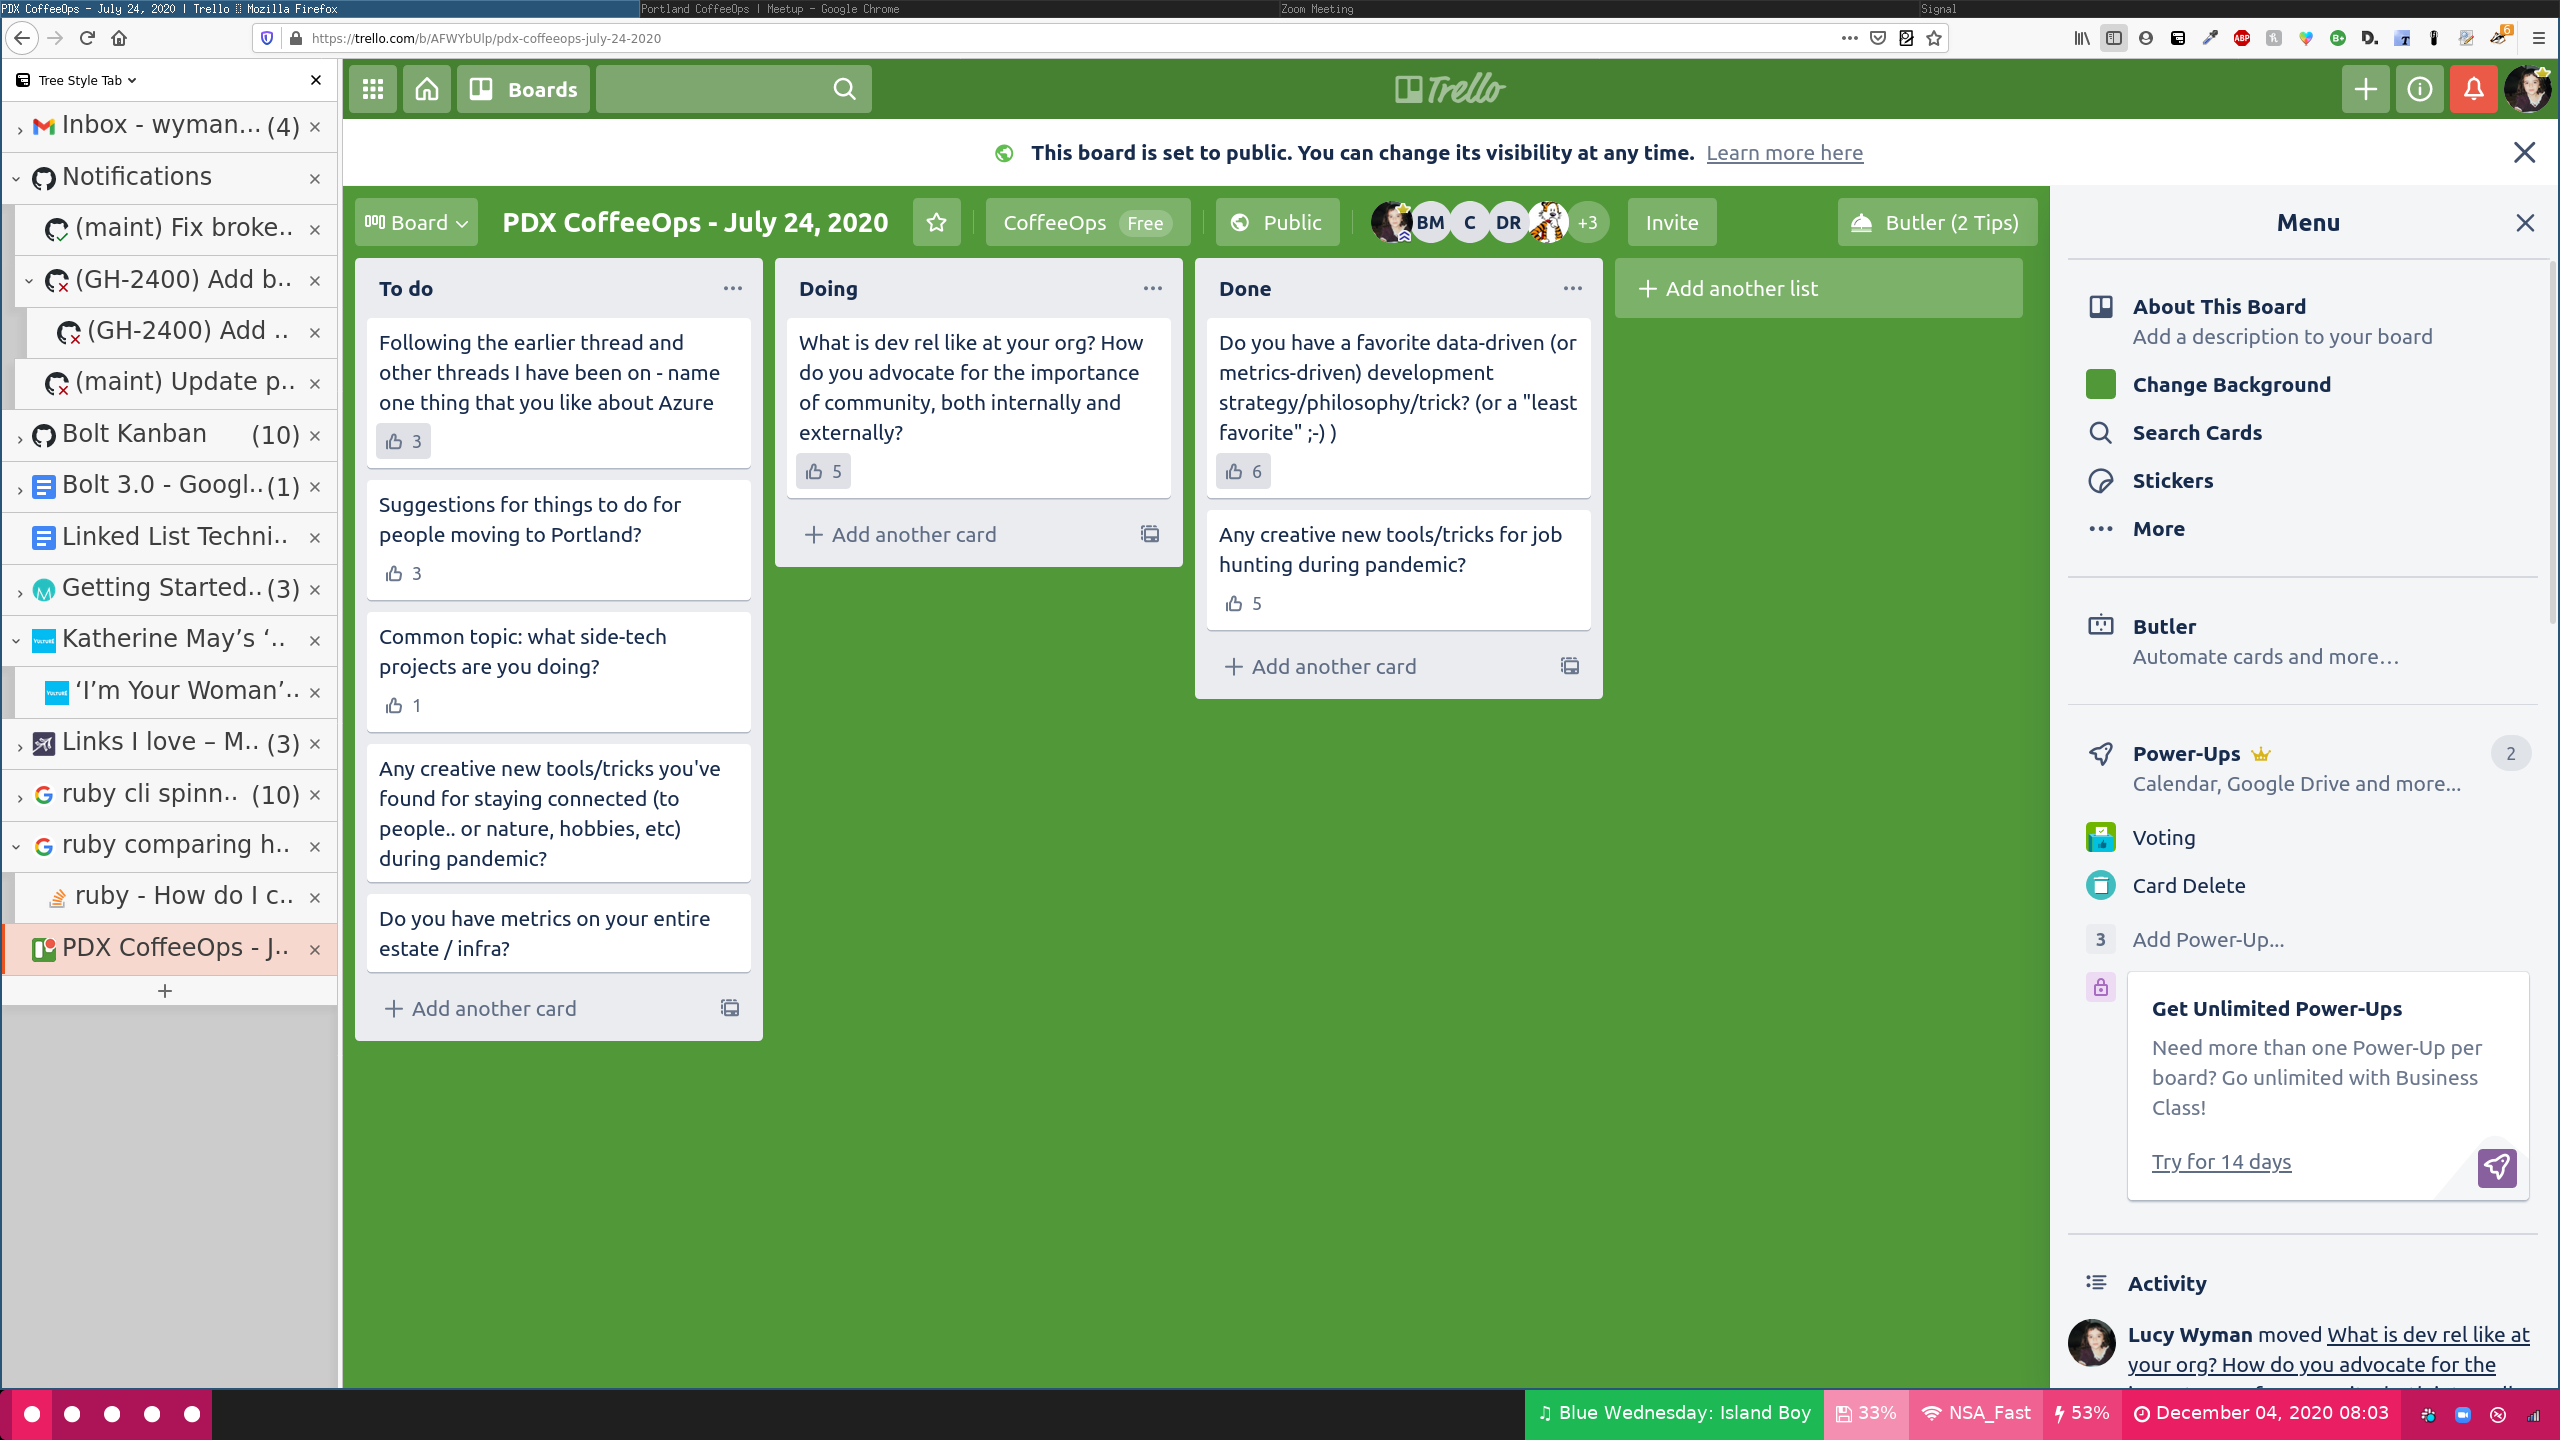 PDX CoffeeOps - July 24, 2020 | Trello
Mozilla Firefox
Portland CoffeeOps | Meetup - Google Chrome
Zoom Meeting
Signal
https://trello.com/b/AFWYbUlp/pdx-coffeeops-july-24-2020
ABP
B+
D.
6
Tree Style Tab
Inbox - wyman... (4)
Notifications
(maint) Fix broke..
(GH-2400) Add b..
(GH-2400) Add ..
(maint) Update p..
Bolt Kanban (10)
Bolt 3.0 - Googl.. (1)
Linked List Techni..
Getting Started.. (3)
Katherine May's '..
'I'm Your Woman'..
Links I love – M.. (3)
ruby cli spinn.. (10)
ruby comparing h..
ruby - How do I c..
PDX CoffeeOps - J..
Boards
Trello
This board is set to public. You can change its visibility at any time. Learn more here
Board
PDX CoffeeOps - July 24, 2020
CoffeeOps Free
Public
BM
C
DR
+3
Invite
Butler (2 Tips)
To do
Following the earlier thread and
other threads I have been on - name
one thing that you like about Azure
3
Suggestions for things to do for
people moving to Portland?
3
Common topic: what side-tech
projects are you doing?
1
Any creative new tools/tricks you've
found for staying connected (to
people.. or nature, hobbies, etc)
during pandemic?
Do you have metrics on your entire
estate / infra?
Add another card
Doing
What is dev rel like at your org? How
do you advocate for the importance
of community, both internally and
externally?
5
Add another card
Done
Do you have a favorite data-driven (or
metrics-driven) development
strategy/philosophy/trick? (or a "least
favorite" ;-) )
6
Any creative new tools/tricks for job
hunting during pandemic?
5
Add another card
Add another list
Menu
About This Board
Add a description to your board
Change Background
Search Cards
Stickers
More
Butler
Automate cards and more…
Power-Ups 2
Calendar, Google Drive and more...
Voting
Card Delete
3 Add Power-Up...
Get Unlimited Power-Ups
Need more than one Power-Up per
board? Go unlimited with Business
Class!
Try for 14 days
Activity
Lucy Wyman moved What is dev rel like at
your org? How do you advocate for the
Blue Wednesday: Island Boy
33%
NSA_Fast
53%
December 04, 2020 08:03